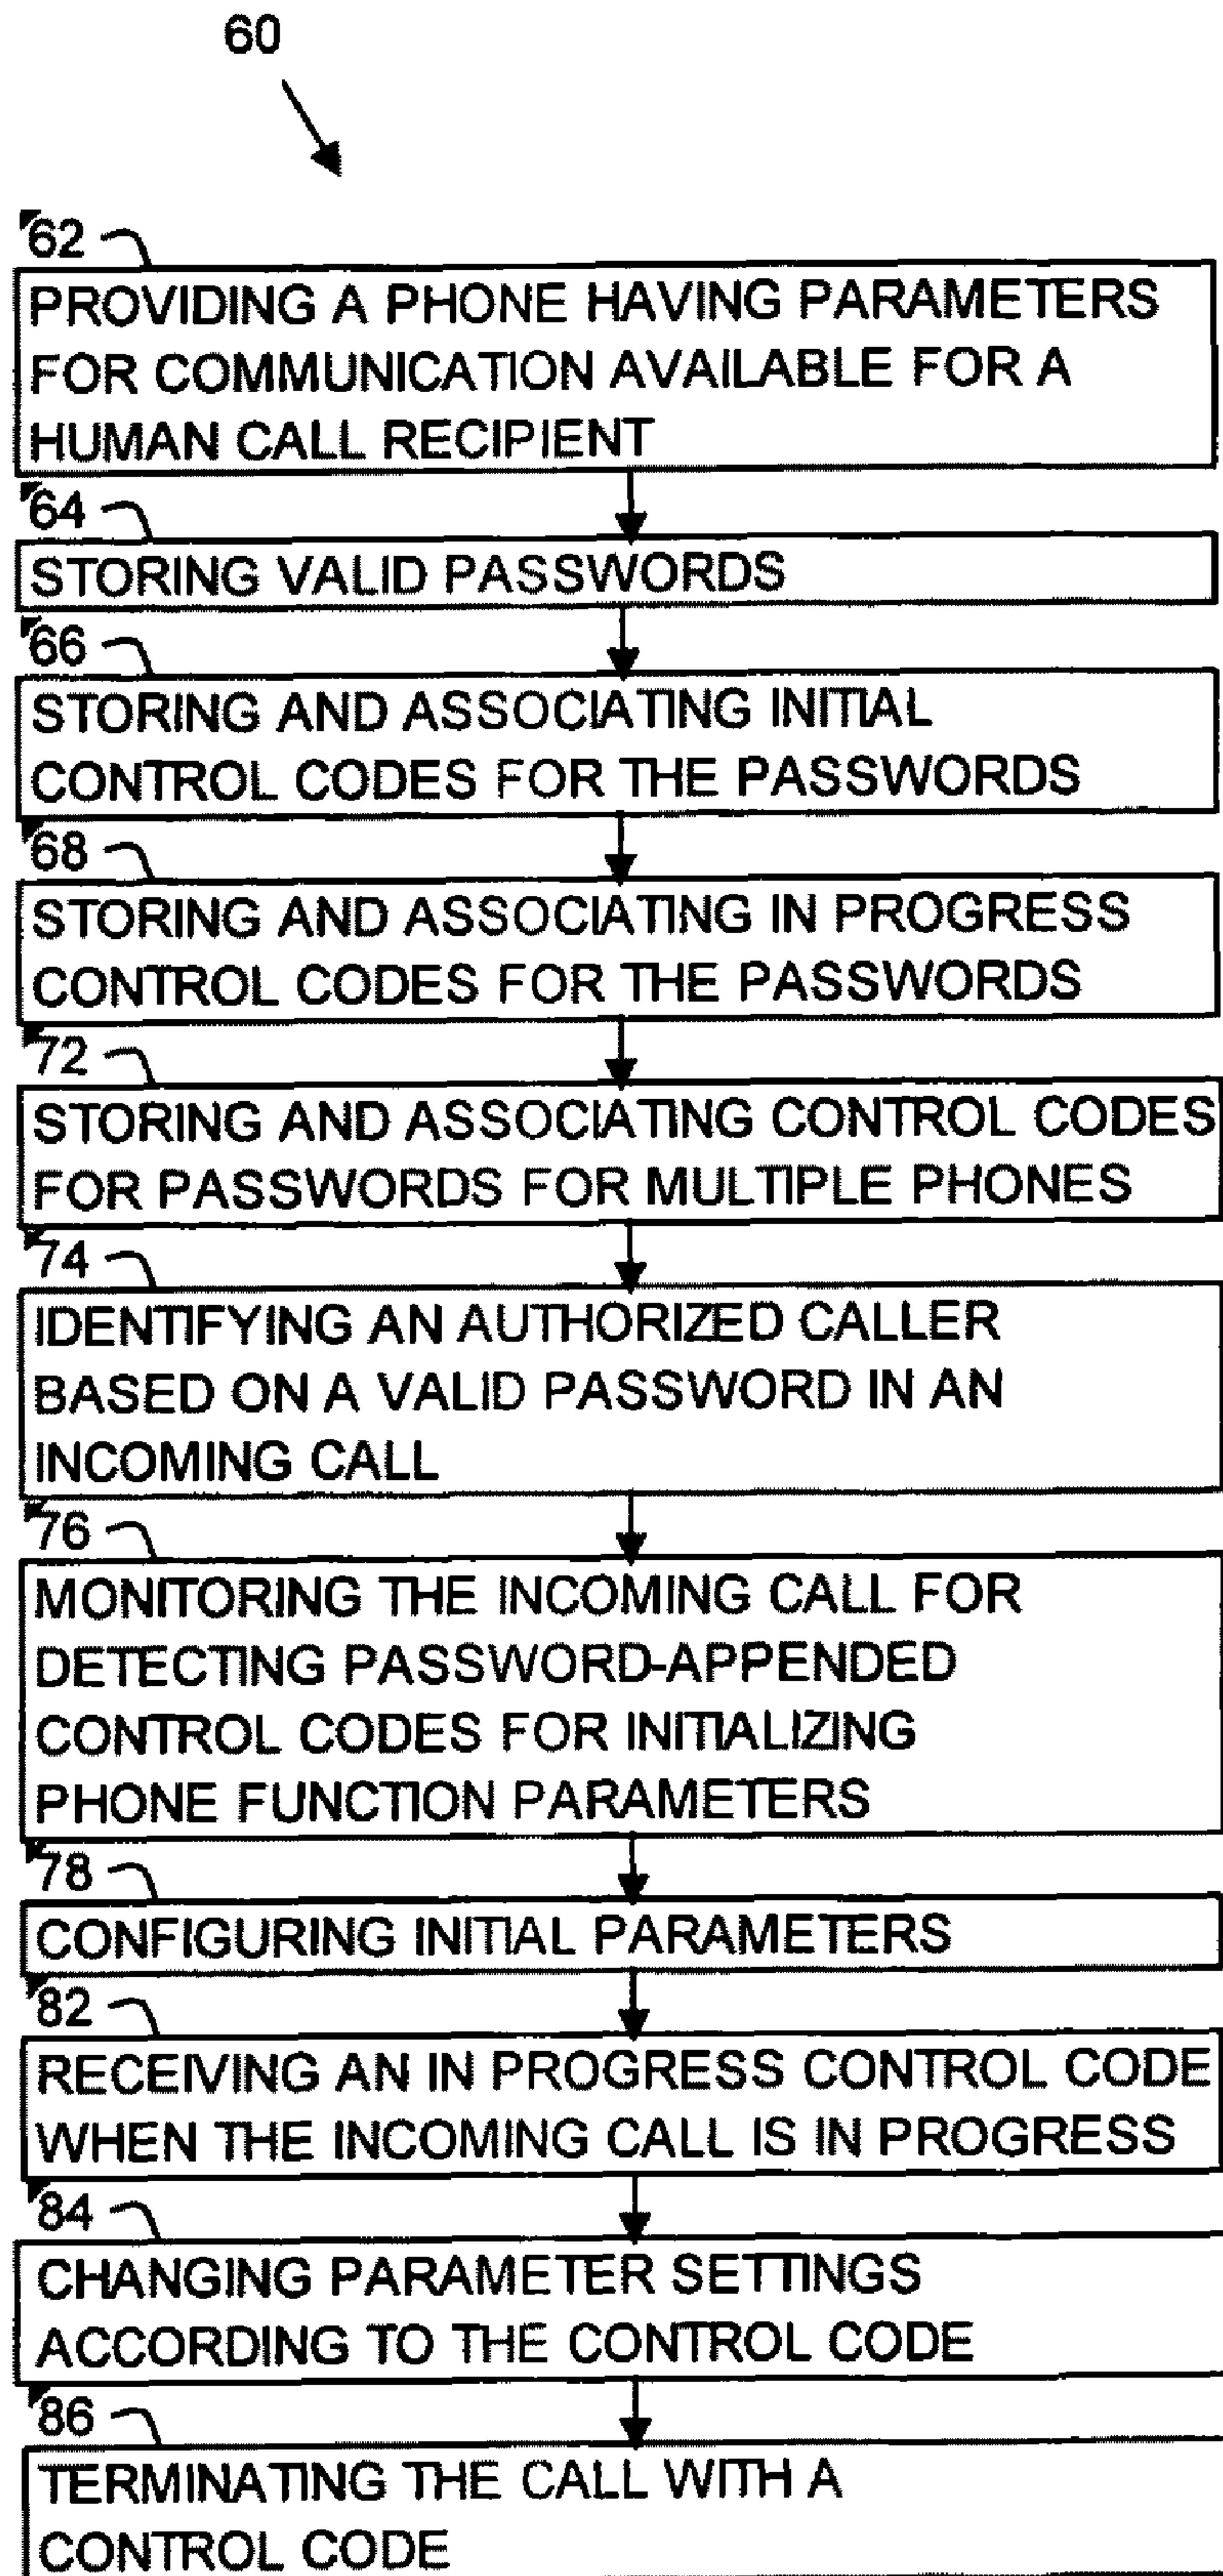 60
62
PROVIDING A PHONE HAVING PARAMETERS
FOR COMMUNICATION AVAILABLE FOR A
HUMAN CALL RECIPIENT
64
STORING VALID PASSWORDS
66
STORING AND ASSOCIATING INITIAL
CONTROL CODES FOR THE PASSWORDS
68
STORING AND ASSOCIATING IN PROGRESS
CONTROL CODES FOR THE PASSWORDS
72
STORING AND ASSOCIATING CONTROL CODES
FOR PASSWORDS FOR MULTIPLE PHONES
74
IDENTIFYING AN AUTHORIZED CALLER
BASED ON A VALID PASSWORD IN AN
INCOMING CALL
76
MONITORING THE INCOMING CALL FOR
DETECTING PASSWORD-APPENDED
CONTROL CODES FOR INITIALIZING
PHONE FUNCTION PARAMETERS
78
CONFIGURING INITIAL PARAMETERS
82
RECEIVING AN IN PROGRESS CONTROL CODE
WHEN THE INCOMING CALL IS IN PROGRESS
84
CHANGING PARAMETER SETTINGS
ACCORDING TO THE CONTROL CODE
86
TERMINATING THE CALL WITH A
CONTROL CODE